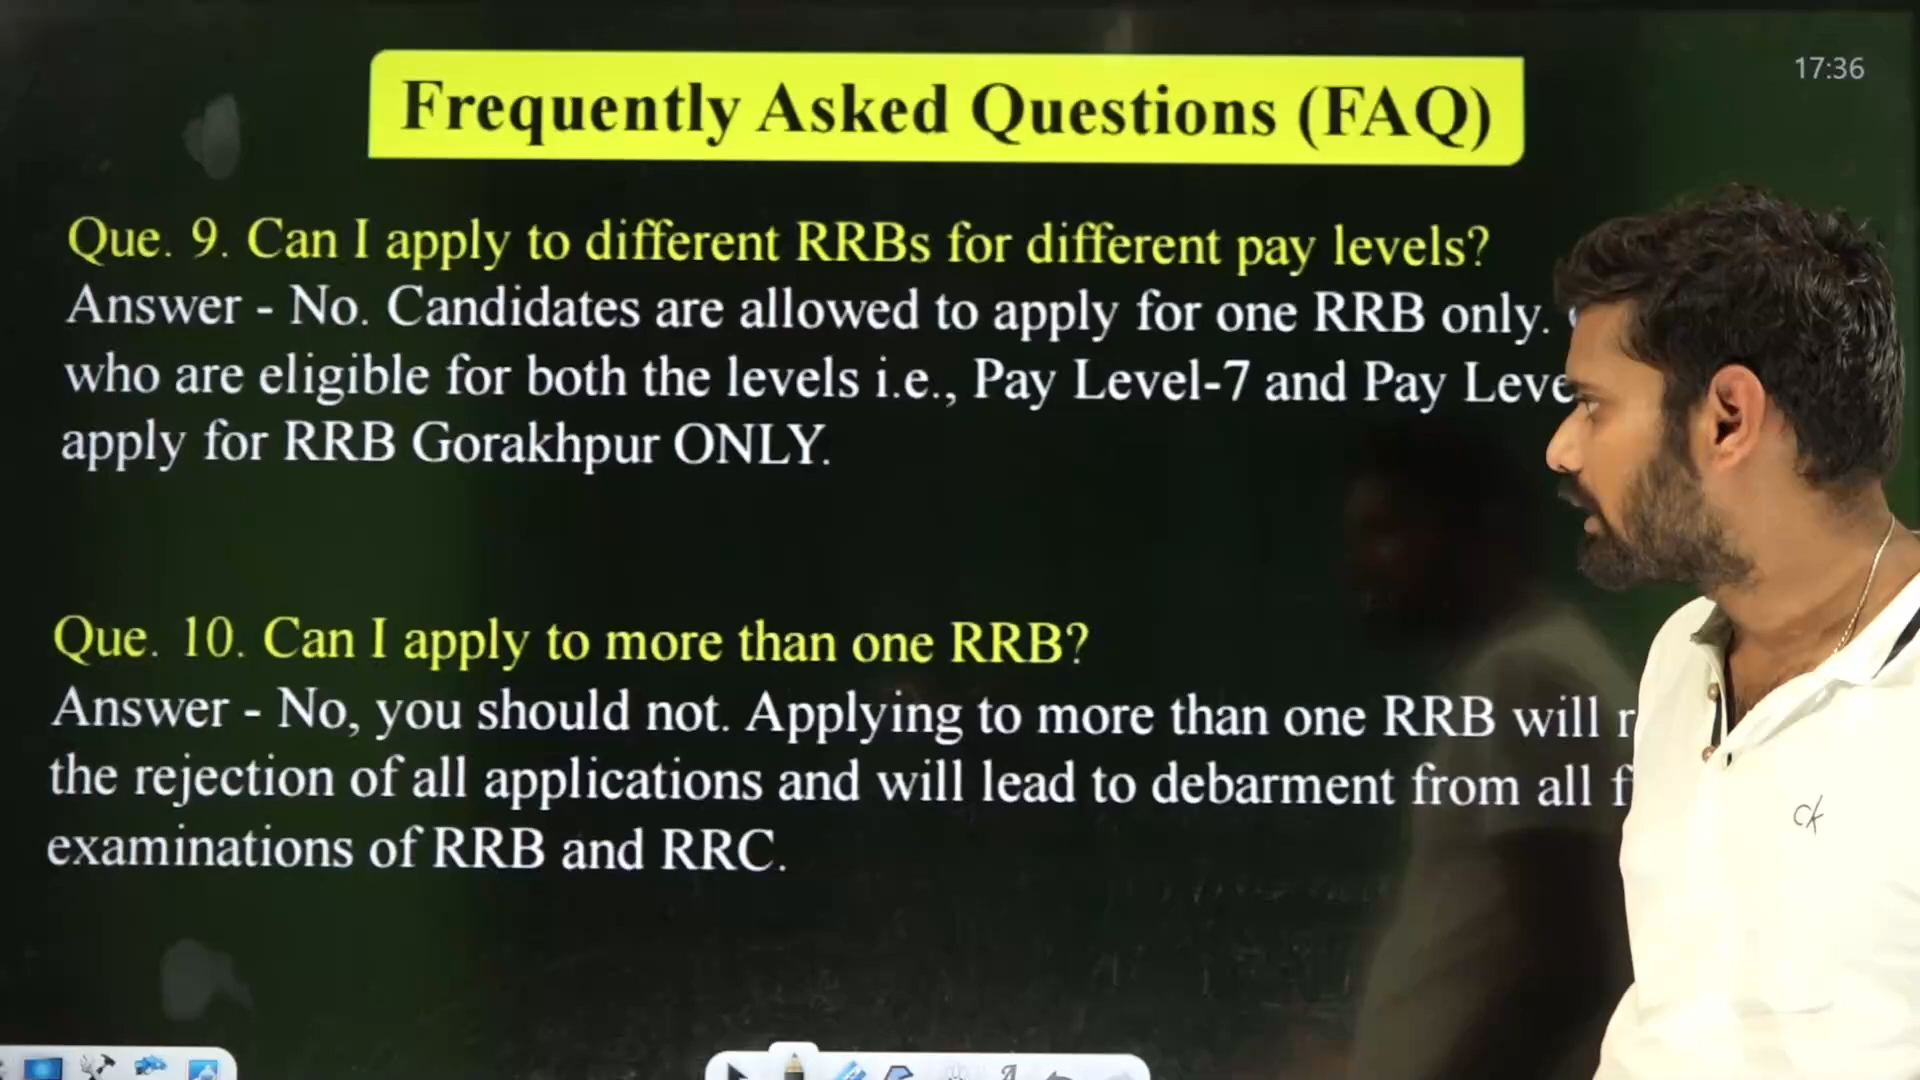 Frequently Asked Questions (FAQ)
17:36
Que. 9. Can I apply to different RRBs for different pay levels?
Answer - No. Candidates are allowed to apply for one RRB only.
who are eligible for both the levels i.e., Pay Level-7 and Pay
apply for RRB Gorakhpur ONLY.
Que. 10. Can I apply to more than one RRB?
Answer - No, you should not. Applying to more than one RRB will
the rejection of all applications and will lead to debarment from all
examinations of RRB and RRC.
ck